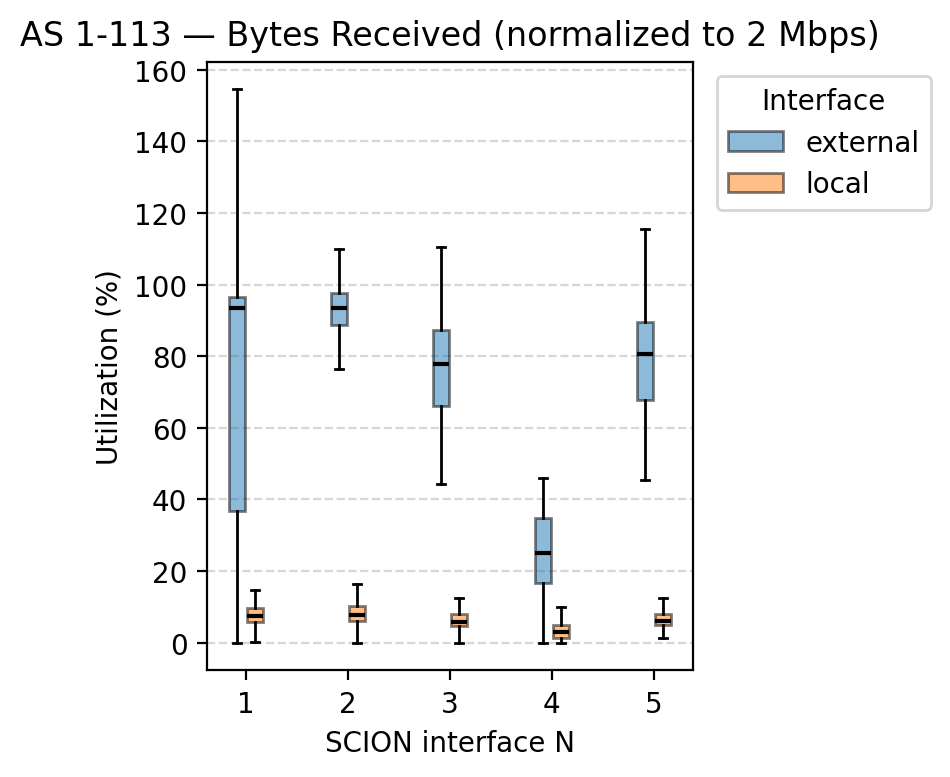 AS 1-113 — Bytes Received (normalized to 2 Mbps)
160
140
120
100
80
60
40
20
0
Utilization (%)
1 2 3 4 5
SCION interface N
Interface
external
local